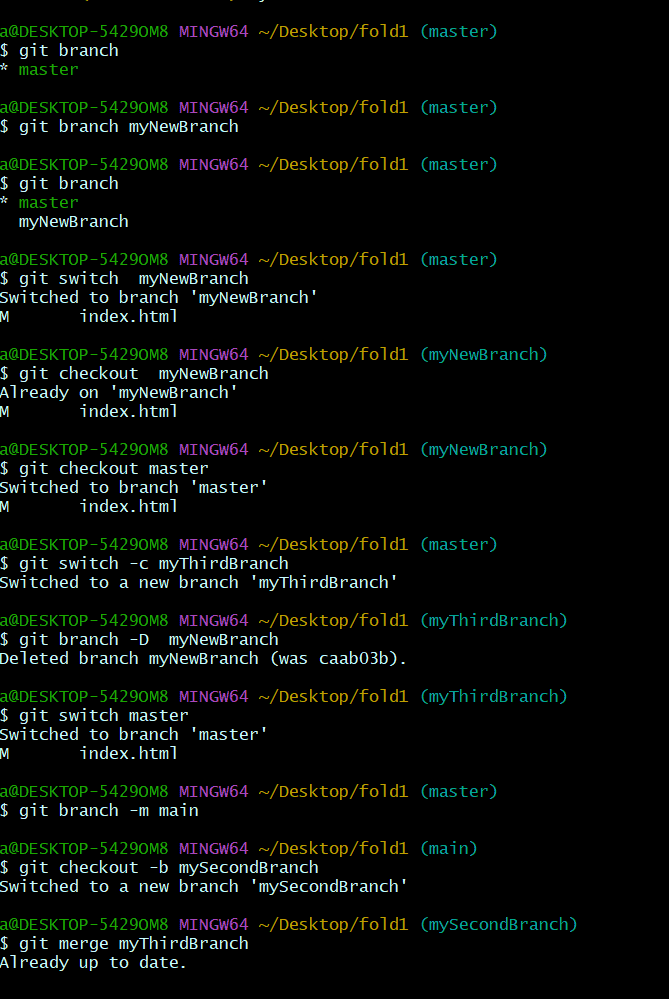 a@DESKTOP-5429OM8 MINGW64 ~/Desktop/fold1 (master)
$ git branch
* master
a@DESKTOP-5429OM8 MINGW64 ~/Desktop/fold1 (master)
$ git branch myNewBranch
a@DESKTOP-5429OM8 MINGW64 ~/Desktop/fold1 (master)
$ git branch
* master
  myNewBranch
a@DESKTOP-5429OM8 MINGW64 ~/Desktop/fold1 (master)
$ git switch  myNewBranch
Switched to branch 'myNewBranch'
M       index.html
a@DESKTOP-5429OM8 MINGW64 ~/Desktop/fold1 (myNewBranch)
$ git checkout  myNewBranch
Already on 'myNewBranch'
M       index.html
a@DESKTOP-5429OM8 MINGW64 ~/Desktop/fold1 (myNewBranch)
$ git checkout master
Switched to branch 'master'
M       index.html
a@DESKTOP-5429OM8 MINGW64 ~/Desktop/fold1 (master)
$ git switch -c myThirdBranch
Switched to a new branch 'myThirdBranch'
a@DESKTOP-5429OM8 MINGW64 ~/Desktop/fold1 (myThirdBranch)
$ git branch -D  myNewBranch
Deleted branch myNewBranch (was caab03b).
a@DESKTOP-5429OM8 MINGW64 ~/Desktop/fold1 (myThirdBranch)
$ git switch master
Switched to branch 'master'
M       index.html
a@DESKTOP-5429OM8 MINGW64 ~/Desktop/fold1 (master)
$ git branch -m main
a@DESKTOP-5429OM8 MINGW64 ~/Desktop/fold1 (main)
$ git checkout -b mySecondBranch
Switched to a new branch 'mySecondBranch'
a@DESKTOP-5429OM8 MINGW64 ~/Desktop/fold1 (mySecondBranch)
$ git merge myThirdBranch
Already up to date.